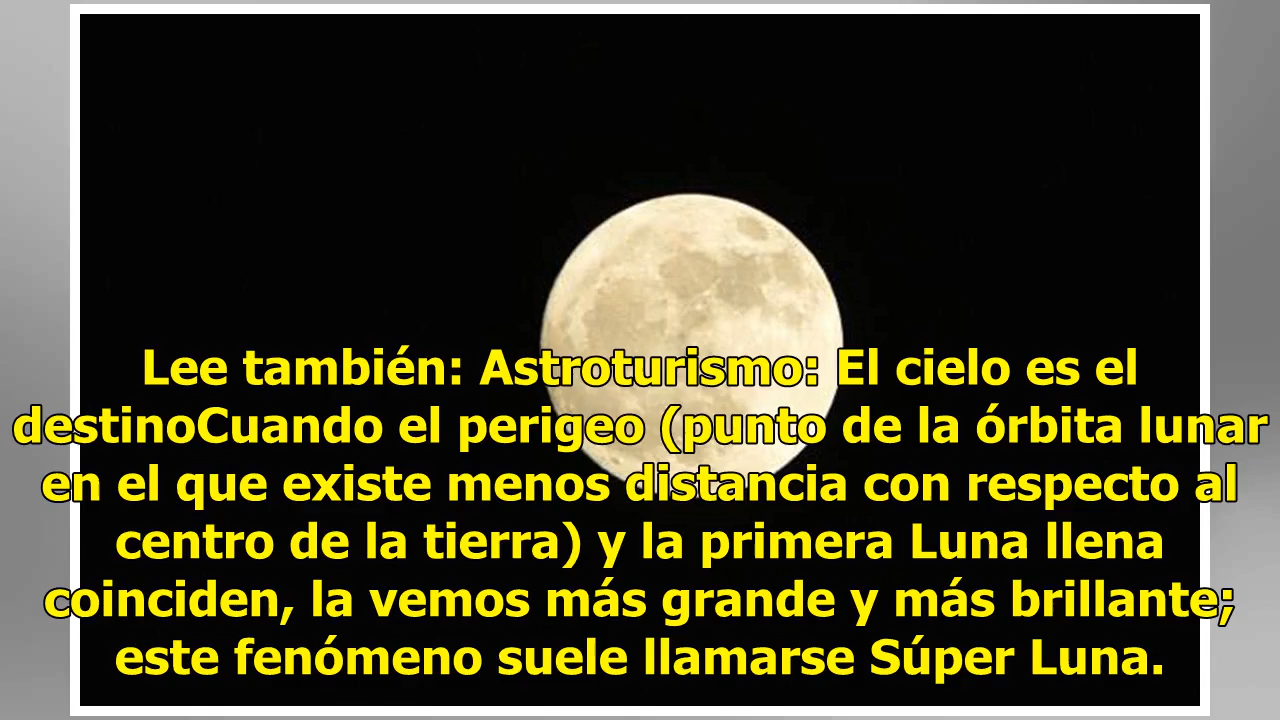 Lee también: Astroturismo: El cielo es el
destinoCuando el perigeo (punto de la órbita lunar
en el que existe menos distancia con respecto al
centro de la tierra) y la primera Luna llena
coinciden, la vemos más grande y más brillante;
este fenómeno suele llamarse Súper Luna.